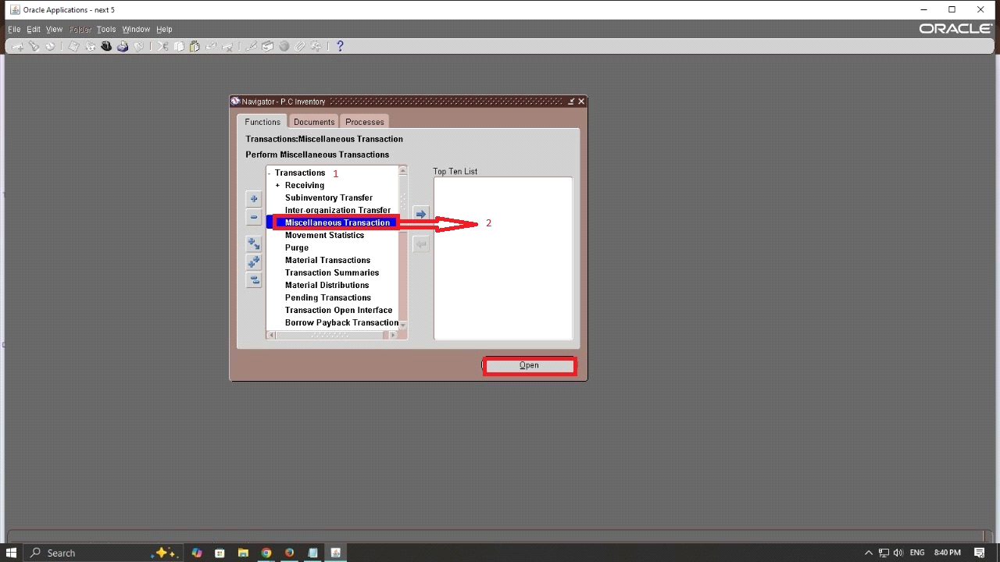 Oracle Applications - next 5
File Edit View Folder Tools Window Help
ORACLE
Navigator - P.C Inventory
Functions Documents Processes
Transactions:Miscellaneous Transaction
Perform Miscellaneous Transactions
- Transactions 1
+ Receiving
Subinventory Transfer
Inter-organization Transfer
Miscellaneous Transaction
Movement Statistics
Purge
Material Transactions
Transaction Summaries
Material Distributions
Pending Transactions
Transaction Open Interface
Borrow Payback Transaction
Top Ten List
2
Open
Search
ENG 8:40 PM